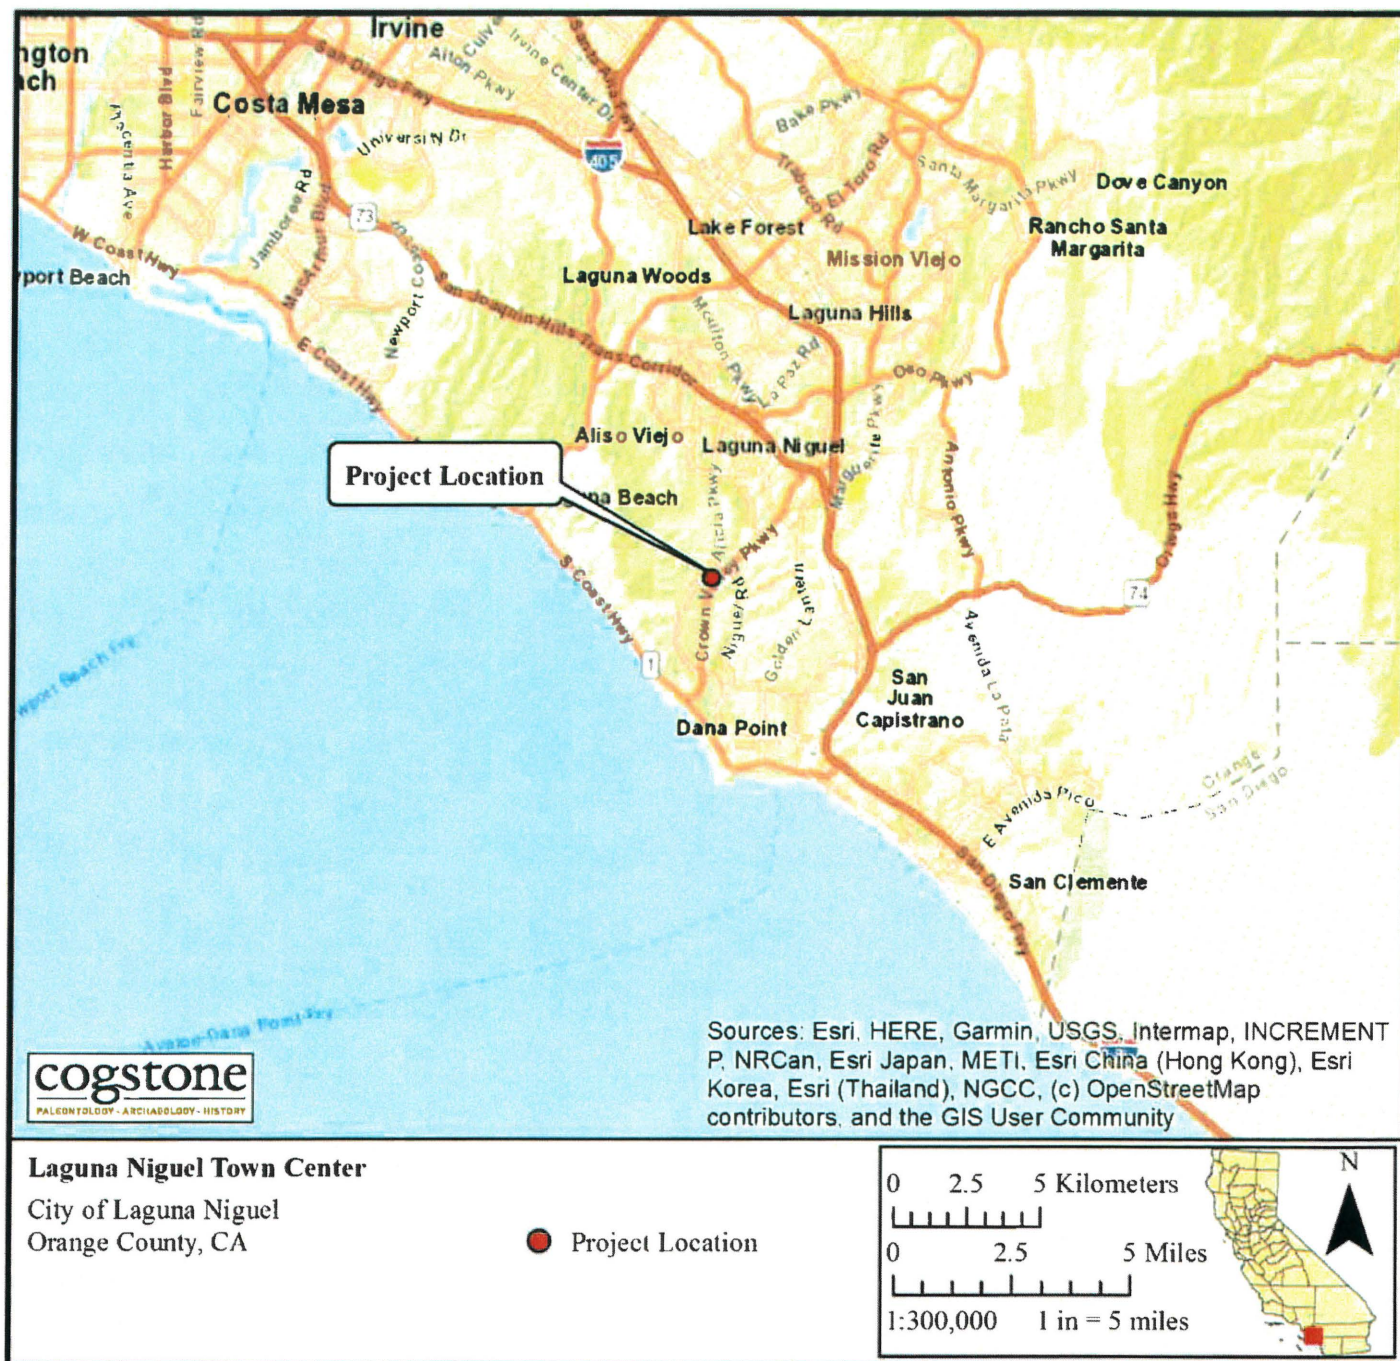 Irvine
ngton
ach
Costa Mesa
Placentia Ave
Harbor Blvd
Fairview Rd
San Diego Fwy
Alton Pkwy
Culve
Irvine Center Dr
Santa Ana Fwy
405
University Dr
Bake Pkwy
Trabuco Rd
El Toro Rd
Santa Margarita Pkwy
Dove Canyon
Rancho Santa
Margarita
73
Jamboree Rd
MacArthur Blvd
Newport Coast
W Coast Hwy
port Beach
Lake Forest
Mission Viejo
Laguna Woods
San Joaquin Hills Trans Corridor
Laguna Hills
Moulton Pkwy
La Paz Rd
Oso Pkwy
E Coast Hwy
Aliso Viejo
Laguna Niguel
Marguerite Pkwy
Antonio Pkwy
Ortega Hwy
Project Location
una Beach
Alicia Pkwy
Crown V
ey Pkwy
Niguel Rd
Golden Lantern
S Coast Hwy
1
74
Avenida La Pata
San
Juan
Capistrano
Dana Point
wport Beach Fry
Orange
San Diego
E Avenida Pico
San Clemente
San Diego Fwy
Avalon-Dana Point Fry
Sources: Esri, HERE, Garmin, USGS, Intermap, INCREMENT
P, NRCan, Esri Japan, METI, Esri China (Hong Kong), Esri
Korea, Esri (Thailand), NGCC, (c) OpenStreetMap
contributors, and the GIS User Community
cogstone
PALEONTOLOGY - ARCHAEOLOGY - HISTORY
Laguna Niguel Town Center
City of Laguna Niguel
Orange County, CA
Project Location
0 2.5 5 Kilometers
0 2.5 5 Miles
1:300,000 1 in = 5 miles
N